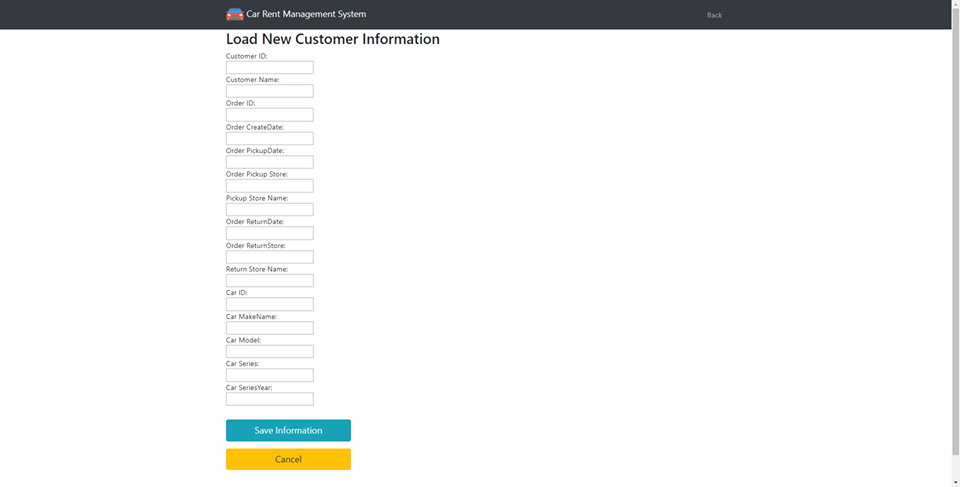 Car Rent Management System
Back
Load New Customer Information
Customer ID:
Customer Name:
Order ID:
Order CreateDate:
Order PickupDate:
Order Pickup Store:
Pickup Store Name:
Order ReturnDate:
Order ReturnStore:
Return Store Name:
Car ID:
Car MakeName:
Car Model:
Car Series:
Car SeriesYear:
Save Information
Cancel